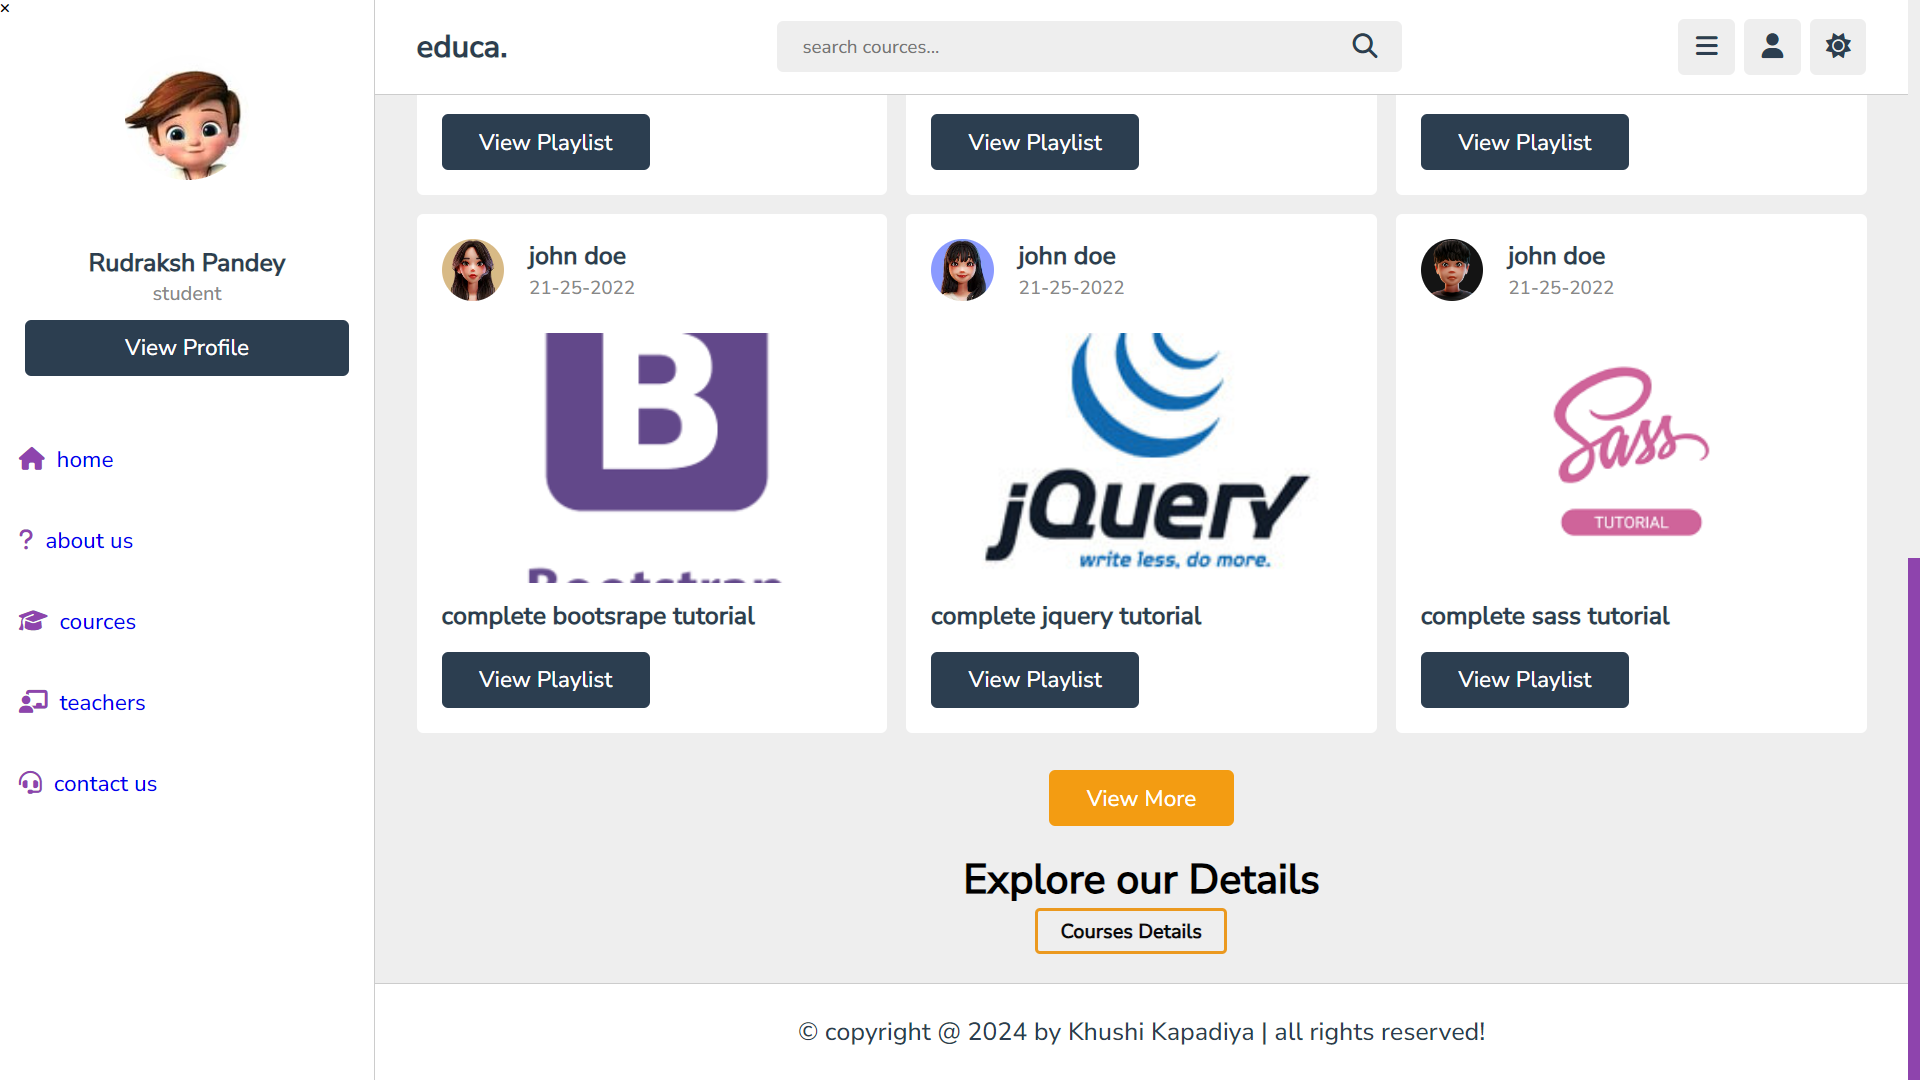 ×
educa.
search cources...
Rudraksh Pandey
student
View Profile
home
? about us
cources
teachers
contact us
View Playlist
View Playlist
View Playlist
john doe
21-25-2022
B
complete bootsrape tutorial
View Playlist
john doe
21-25-2022
jQuery
write less, do more.
complete jquery tutorial
View Playlist
john doe
21-25-2022
Sass
TUTORIAL
complete sass tutorial
View Playlist
View More
Explore our Details
Courses Details
© copyright @ 2024 by Khushi Kapadiya | all rights reserved!